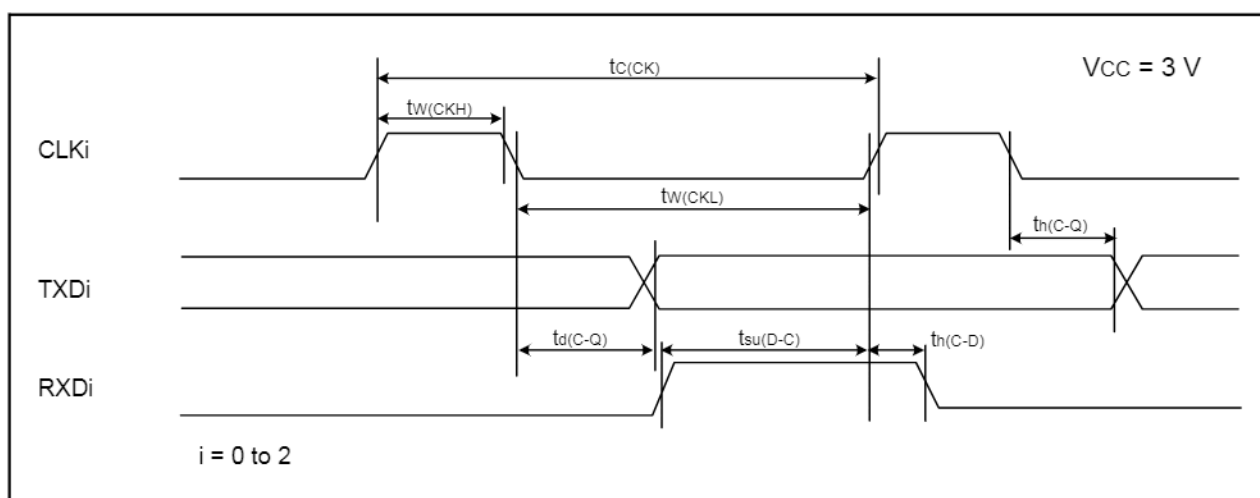 tC(CK)
VCC = 3 V
tW(CKH)
CLKi
tW(CKL)
th(C-Q)
TXDi
td(C-Q)
tsu(D-C)
th(C-D)
RXDi
i = 0 to 2